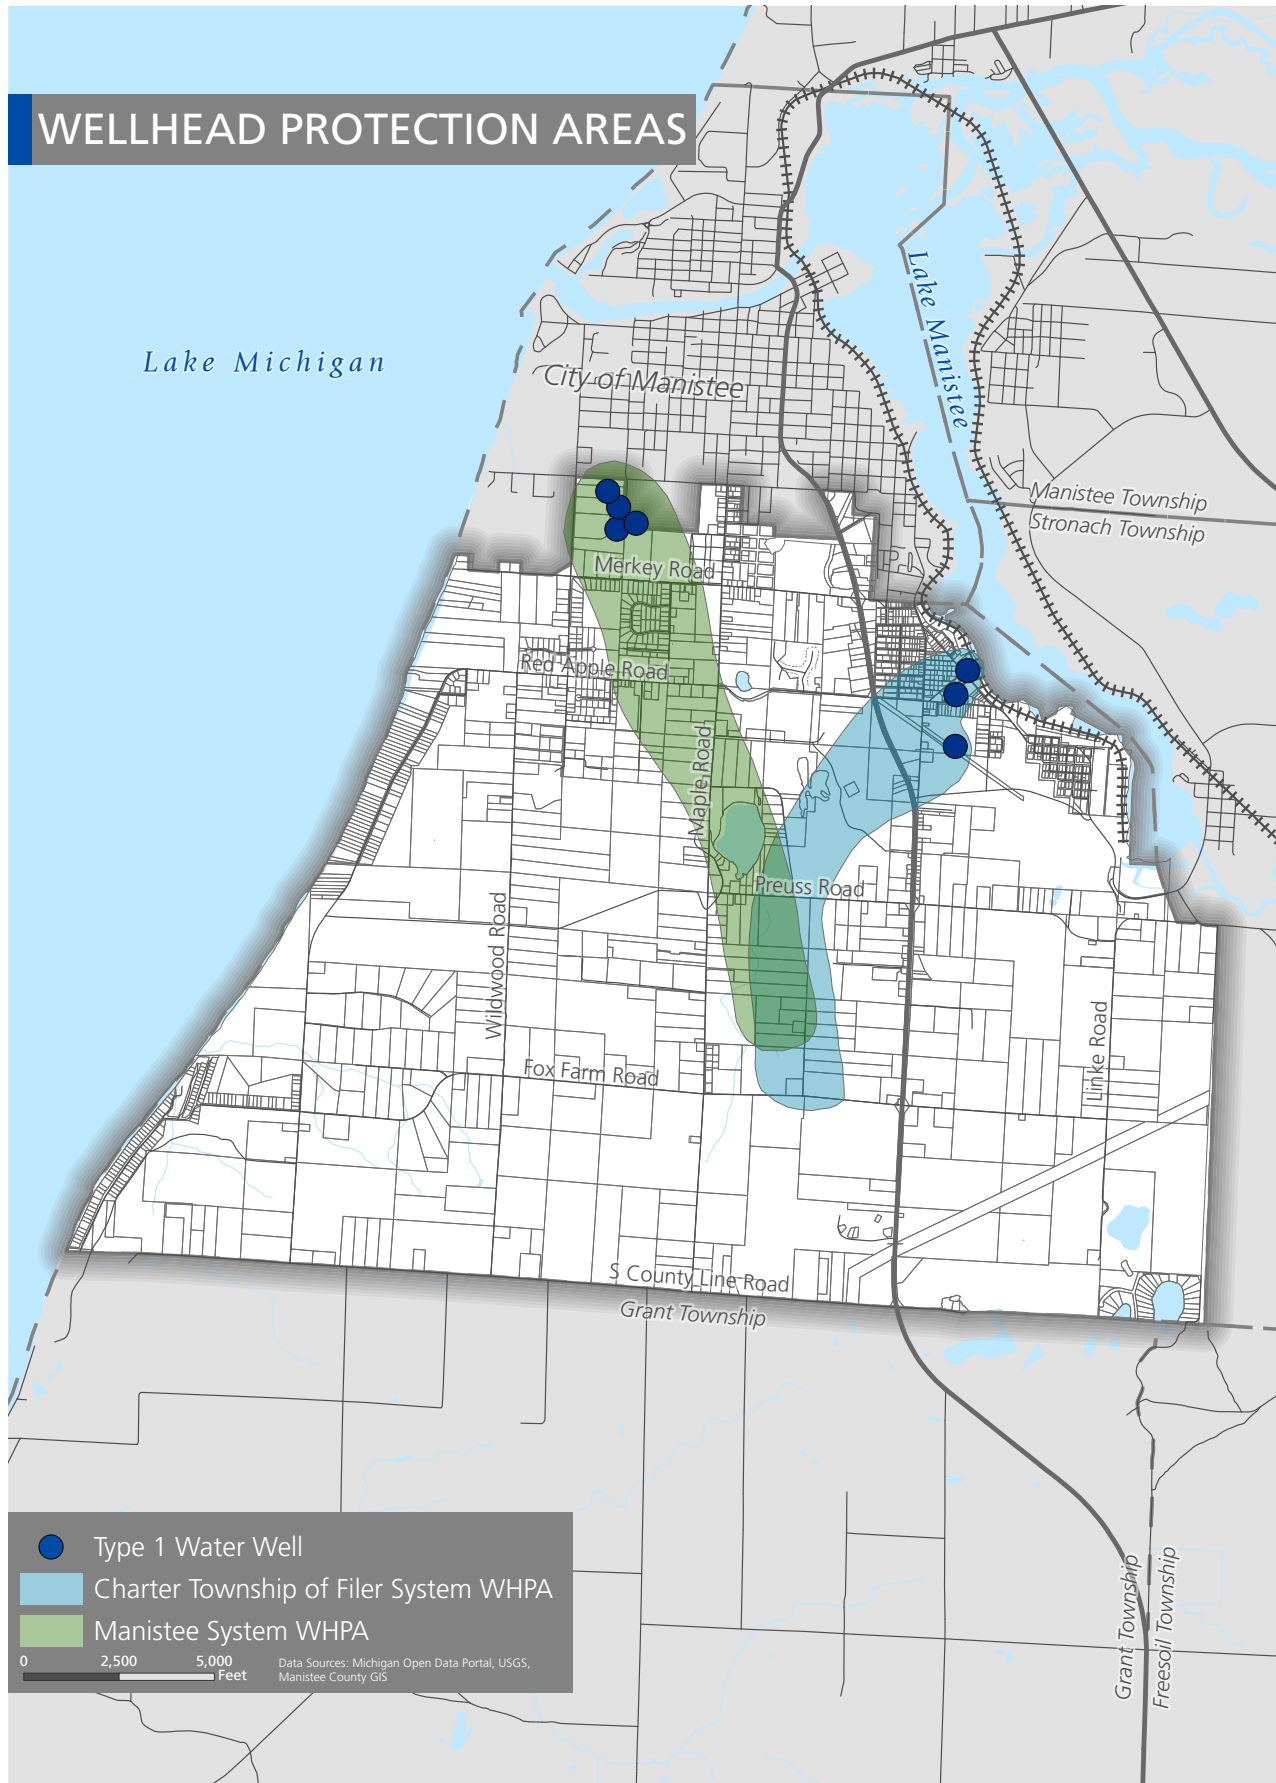 WELLHEAD PROTECTION AREAS
Lake Manistee
Lake Michigan
City of Manistee
Manistee Township
Stronach Township
Merkey Road
Red Apple Road
Maple Road
Preuss Road
Wildwood Road
Linke Road
Fox Farm Road
S County Line Road
Grant Township
Type 1 Water Well
Charter Township of Filer System WHPA
Manistee System WHPA
0 2,500 5,000
Feet
Data Sources: Michigan Open Data Portal, USGS,
Manistee County GIS
Grant Township
Freesoil Township